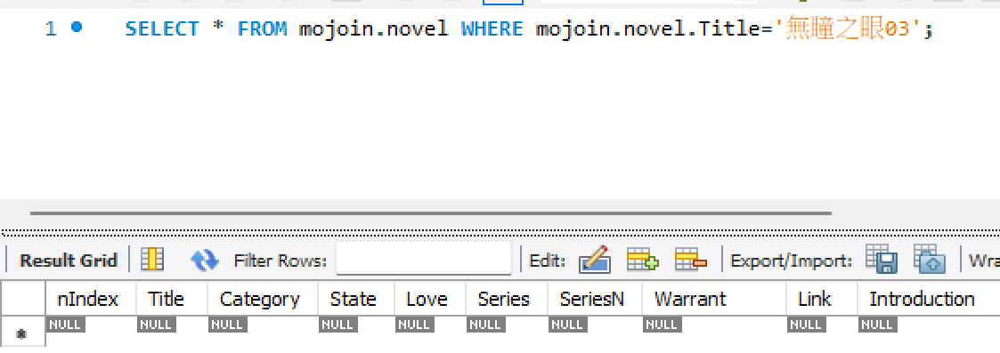 1 SELECT * FROM mojoin.novel WHERE mojoin.novel.Title='無瞳之眼03';
Result Grid Filter Rows: Edit: Export/Import: Wra
nIndex Title Category State Love Series SeriesN Warrant Link Introduction
NULL NULL NULL NULL NULL NULL NULL NULL NULL NULL